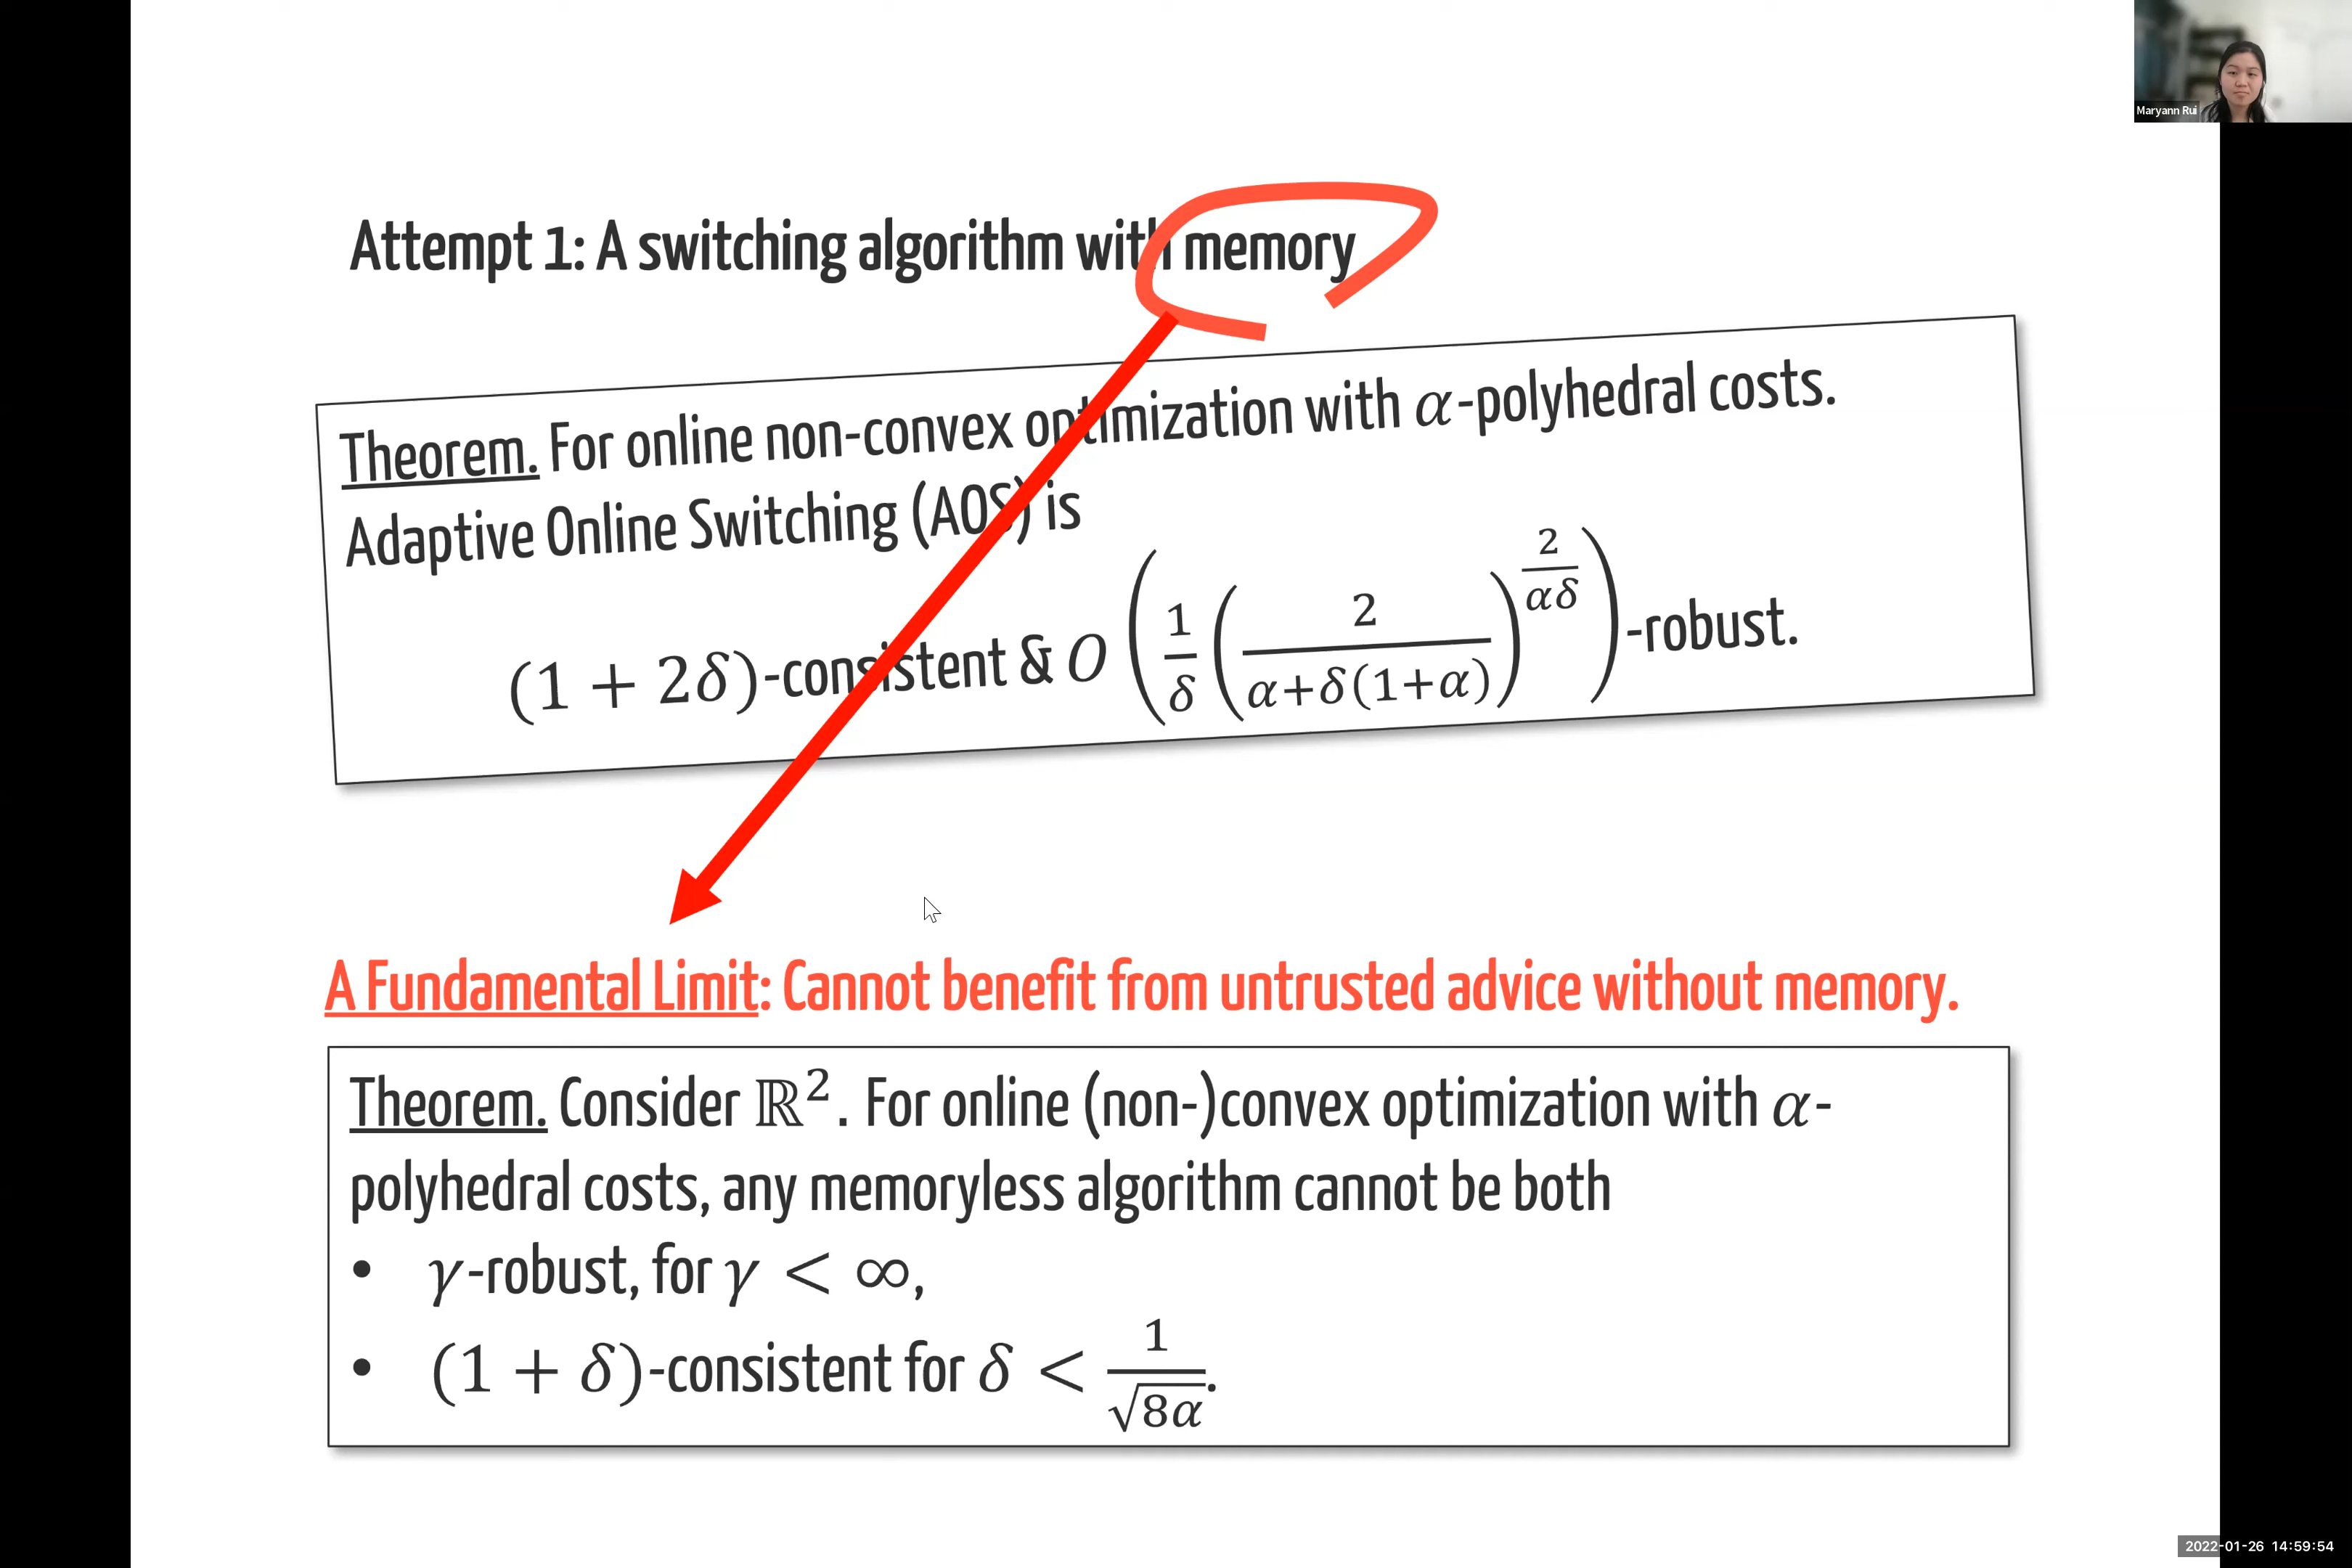 Maryann Rui
Attempt 1: A switching algorithm with memory
Theorem. For online non-convex optimization with α-polyhedral costs.
Adaptive Online Switching (AOS) is
(1 + 2δ)-consistent & O(1/δ (2/(α+δ(1+α)))^(2/(αδ)))-robust.
A Fundamental Limit: Cannot benefit from untrusted advice without memory.
Theorem. Consider ℝ². For online (non-)convex optimization with α-
polyhedral costs, any memoryless algorithm cannot be both
• γ-robust, for γ < ∞,
• (1 + δ)-consistent for δ < 1/√(8α).
2022-01-26 14:59:54